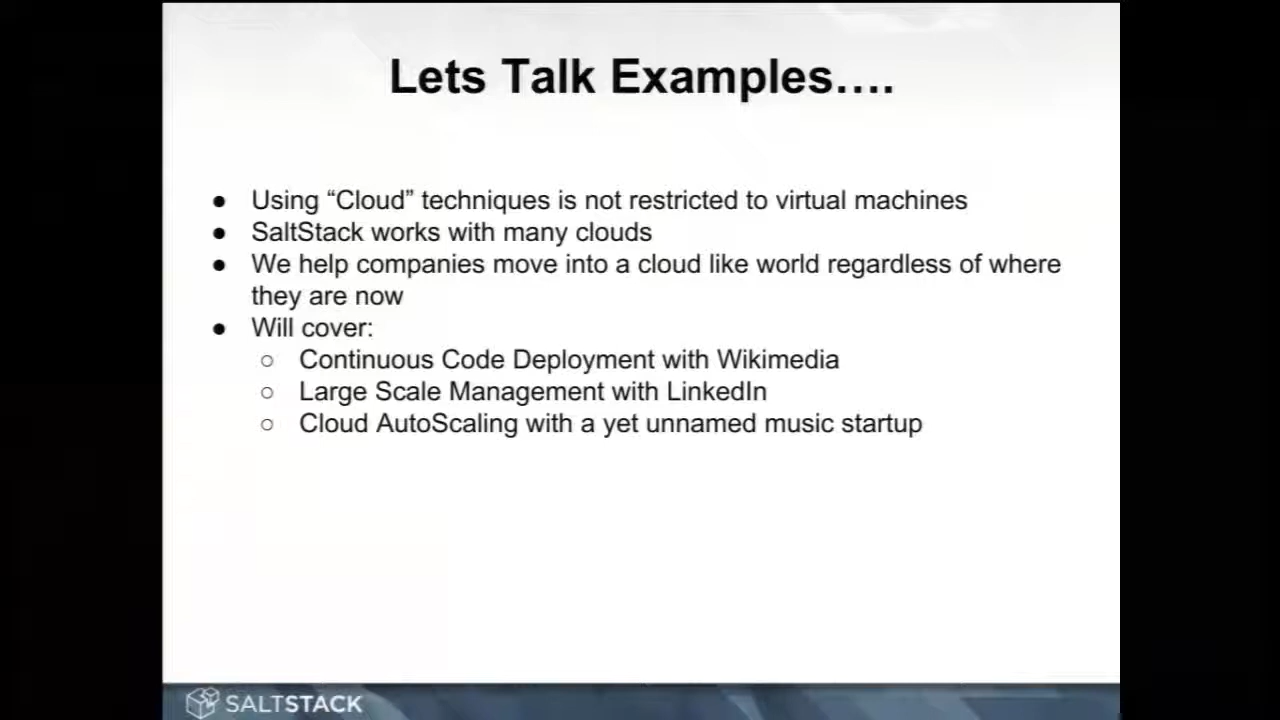 Lets Talk Examples....
● Using “Cloud” techniques is not restricted to virtual machines
● SaltStack works with many clouds
● We help companies move into a cloud like world regardless of where
they are now
● Will cover:
○ Continuous Code Deployment with Wikimedia
○ Large Scale Management with LinkedIn
○ Cloud AutoScaling with a yet unnamed music startup
SALTSTACK